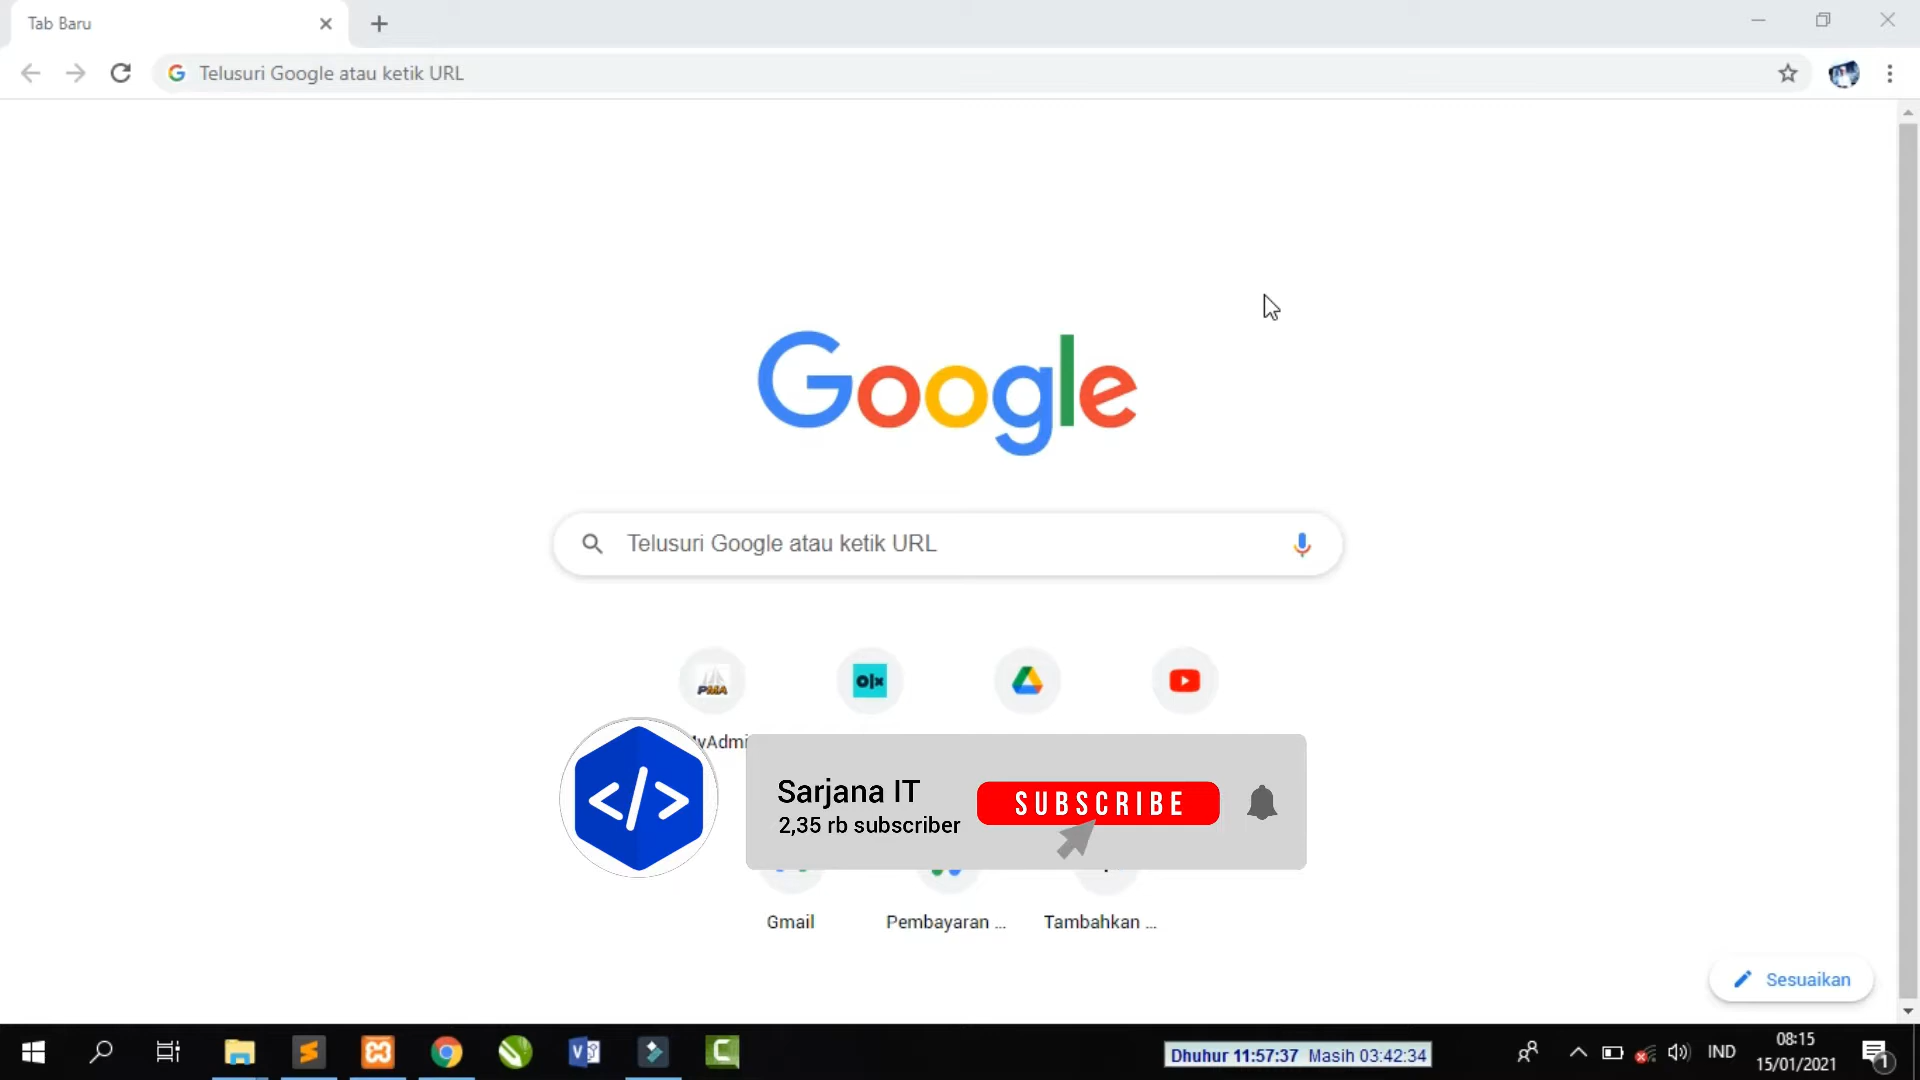 Tab Baru
Telusuri Google atau ketik URL
Google
Telusuri Google atau ketik URL
PMA
olx
Sarjana IT
2,35 rb subscriber
SUBSCRIBE
Gmail
Pembayaran ...
Tambahkan ...
Sesuaikan
Dhuhur 11:57:37 Masih 03:42:34
IND
08:15
15/01/2021
1